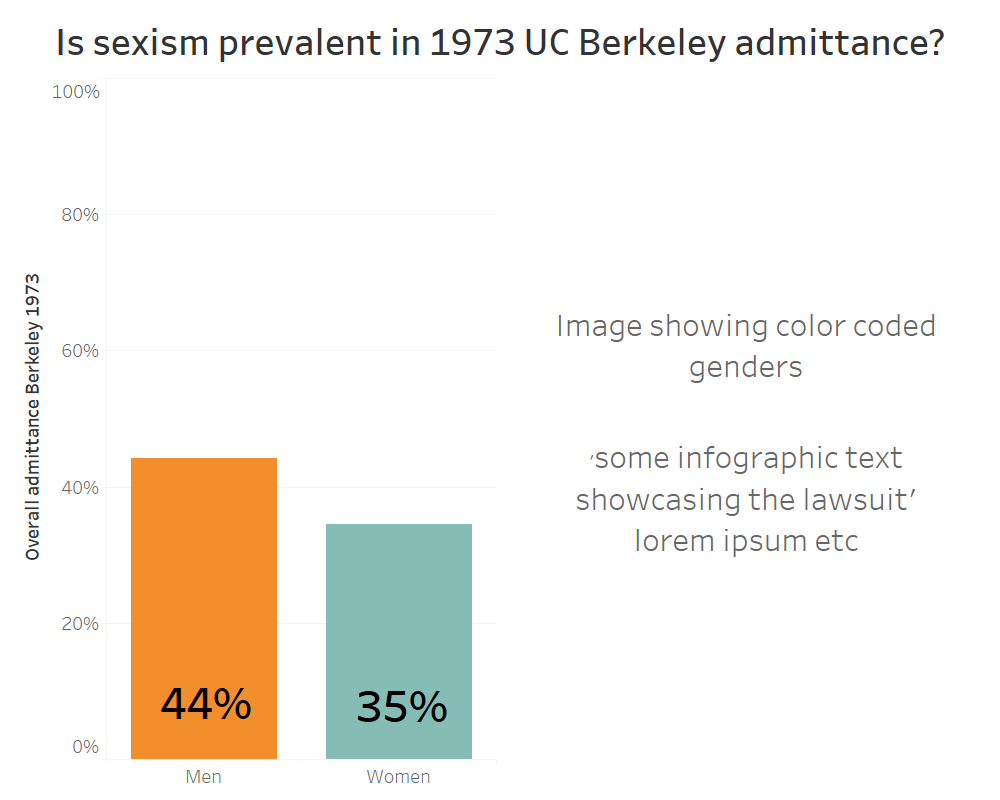 Is sexism prevalent in 1973 UC Berkeley admittance?
Overall admittance Berkeley 1973
100%
80%
60%
40%
20%
0%
44%
35%
Men
Women
Image showing color coded
genders
'some infographic text
showcasing the lawsuit'
lorem ipsum etc